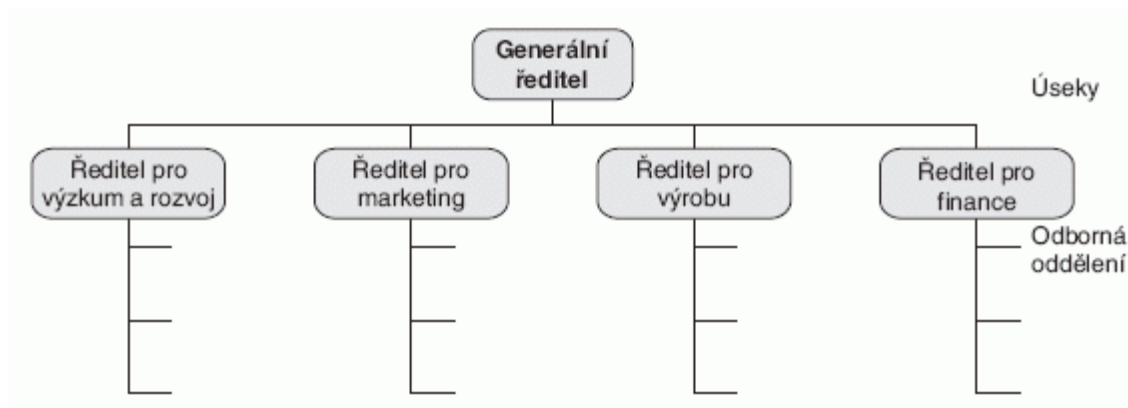 Generální
ředitel
Úseky
Ředitel pro
výzkum a rozvoj
Ředitel pro
marketing
Ředitel pro
výrobu
Ředitel pro
finance
Odborná
oddělení